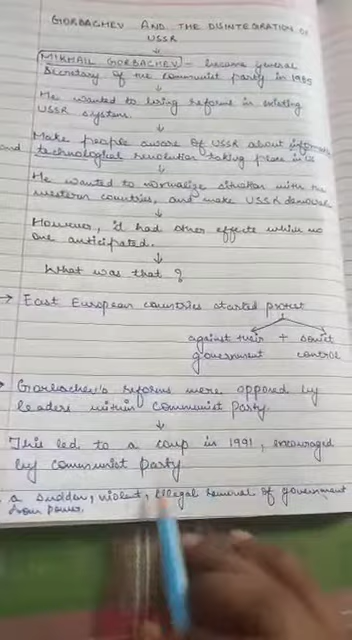 GORBACHEV AND THE DISINTEGRATION OF
USSR
↓
MIKHAIL GORBACHEV - became general
Secretary of the communist party in 1985
↓
He wanted to bring reforms in existing
USSR system.
↓
Make people aware of USSR about information
and technological revolution taking place in
↓
He wanted to normalize situation with the
western countries, and make USSR
↓
However, it had other effects which no
one anticipated.
↓
What was that ?
→ East European countries started protest
against their + soviet
government control
→ Gorbachev's reforms were opposed by
leaders within Communist Party.
↓
This led to a coup in 1991, encouraged
by communist party
a sudden, violent, illegal removal of government
from power.